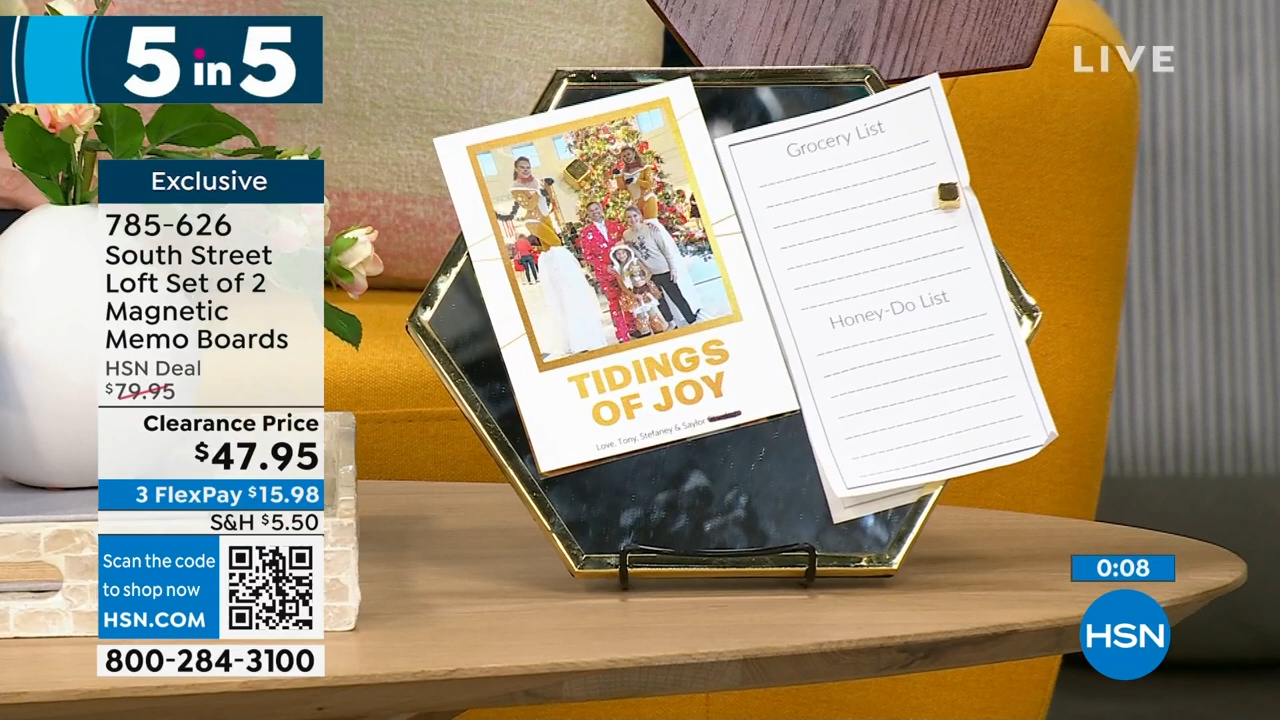 5 in 5
LIVE
Exclusive
785-626
South Street
Loft Set of 2
Magnetic
Memo Boards
HSN Deal
$79.95
Clearance Price
$47.95
3 FlexPay $15.98
S&H $5.50
Scan the code
to shop now
HSN.COM
800-284-3100
TIDINGS
OF JOY
Love, Tony, Stefaney & Saylor
Grocery List
Honey-Do List
0:08
HSN